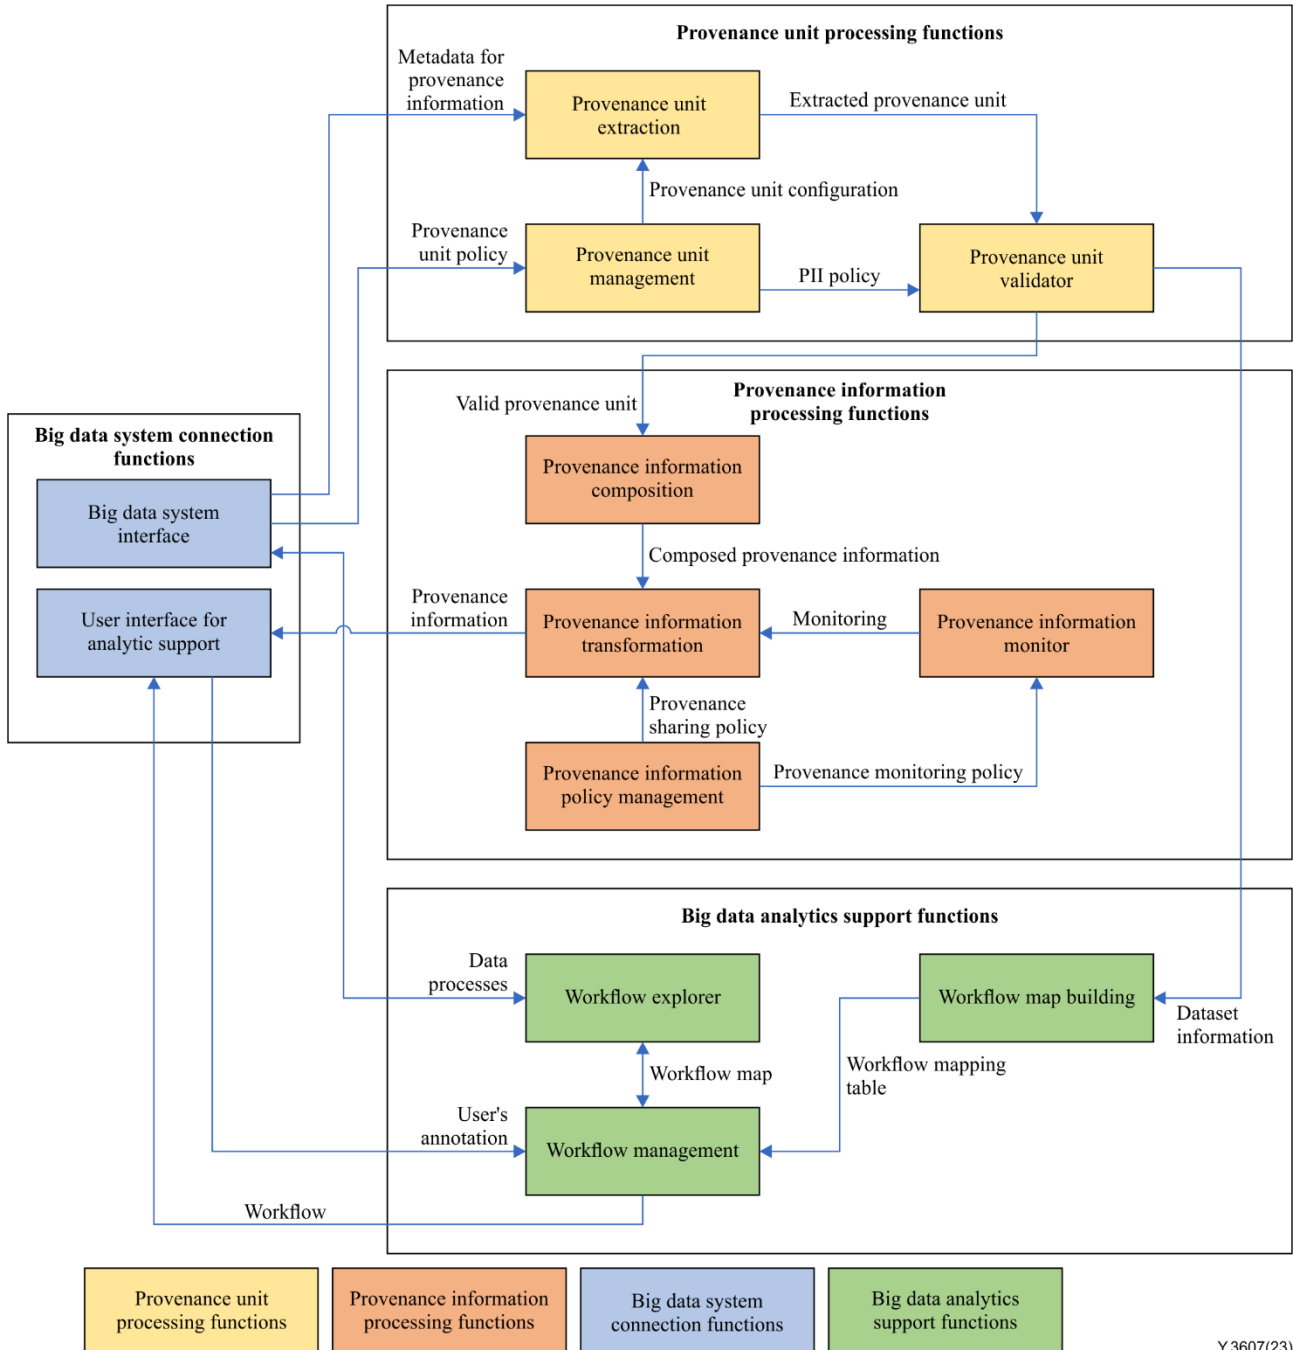 Provenance unit processing functions
Metadata for
provenance
information
Provenance unit
extraction
Extracted provenance unit
Provenance unit configuration
Provenance
unit policy
Provenance unit
management
PII policy
Provenance unit
validator
Provenance information
processing functions
Valid provenance unit
Big data system connection
functions
Provenance information
composition
Big data system
interface
Composed provenance information
User interface for
analytic support
Provenance
information
Provenance information
transformation
Monitoring
Provenance information
monitor
Provenance
sharing policy
Provenance information
policy management
Provenance monitoring policy
Big data analytics support functions
Data
processes
Workflow explorer
Workflow map building
Dataset
information
Workflow map
Workflow mapping
table
User's
annotation
Workflow management
Workflow
Provenance unit
processing functions
Provenance information
processing functions
Big data system
connection functions
Big data analytics
support functions
Y.3607(23)